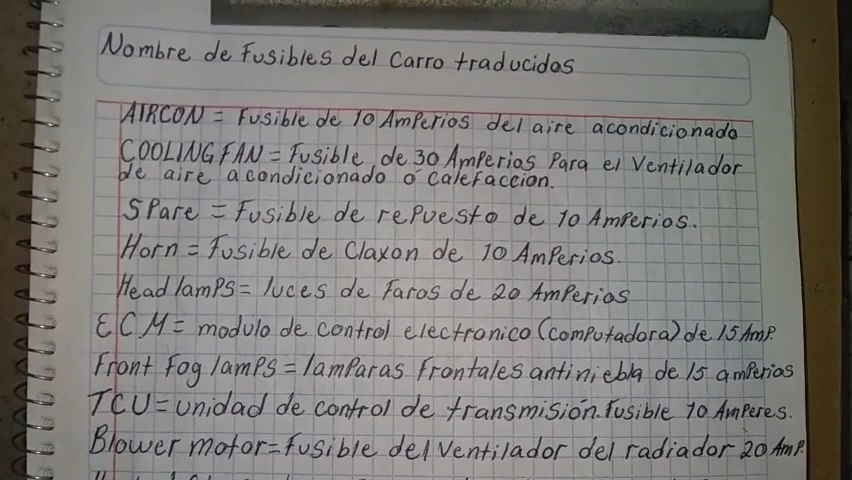 Nombre de Fusibles del Carro traducidos
AIRCON = Fusible de 10 Amperios del aire acondicionado
COOLING FAN = Fusible de 30 Amperios Para el Ventilador
de aire acondicionado ó calefaccion.
Spare = Fusible de repuesto de 10 Amperios.
Horn = Fusible de Claxon de 10 Amperios.
Head lamps = luces de Faros de 20 Amperios
ECM = modulo de control electronico (computadora) de 15 Amp.
Front Fog lamps = lamparas Frontales antiniebla de 15 amperios
TCU = unidad de control de transmisión. Fusible 10 Amperes.
Blower motor = Fusible del Ventilador del radiador 20 Amp.